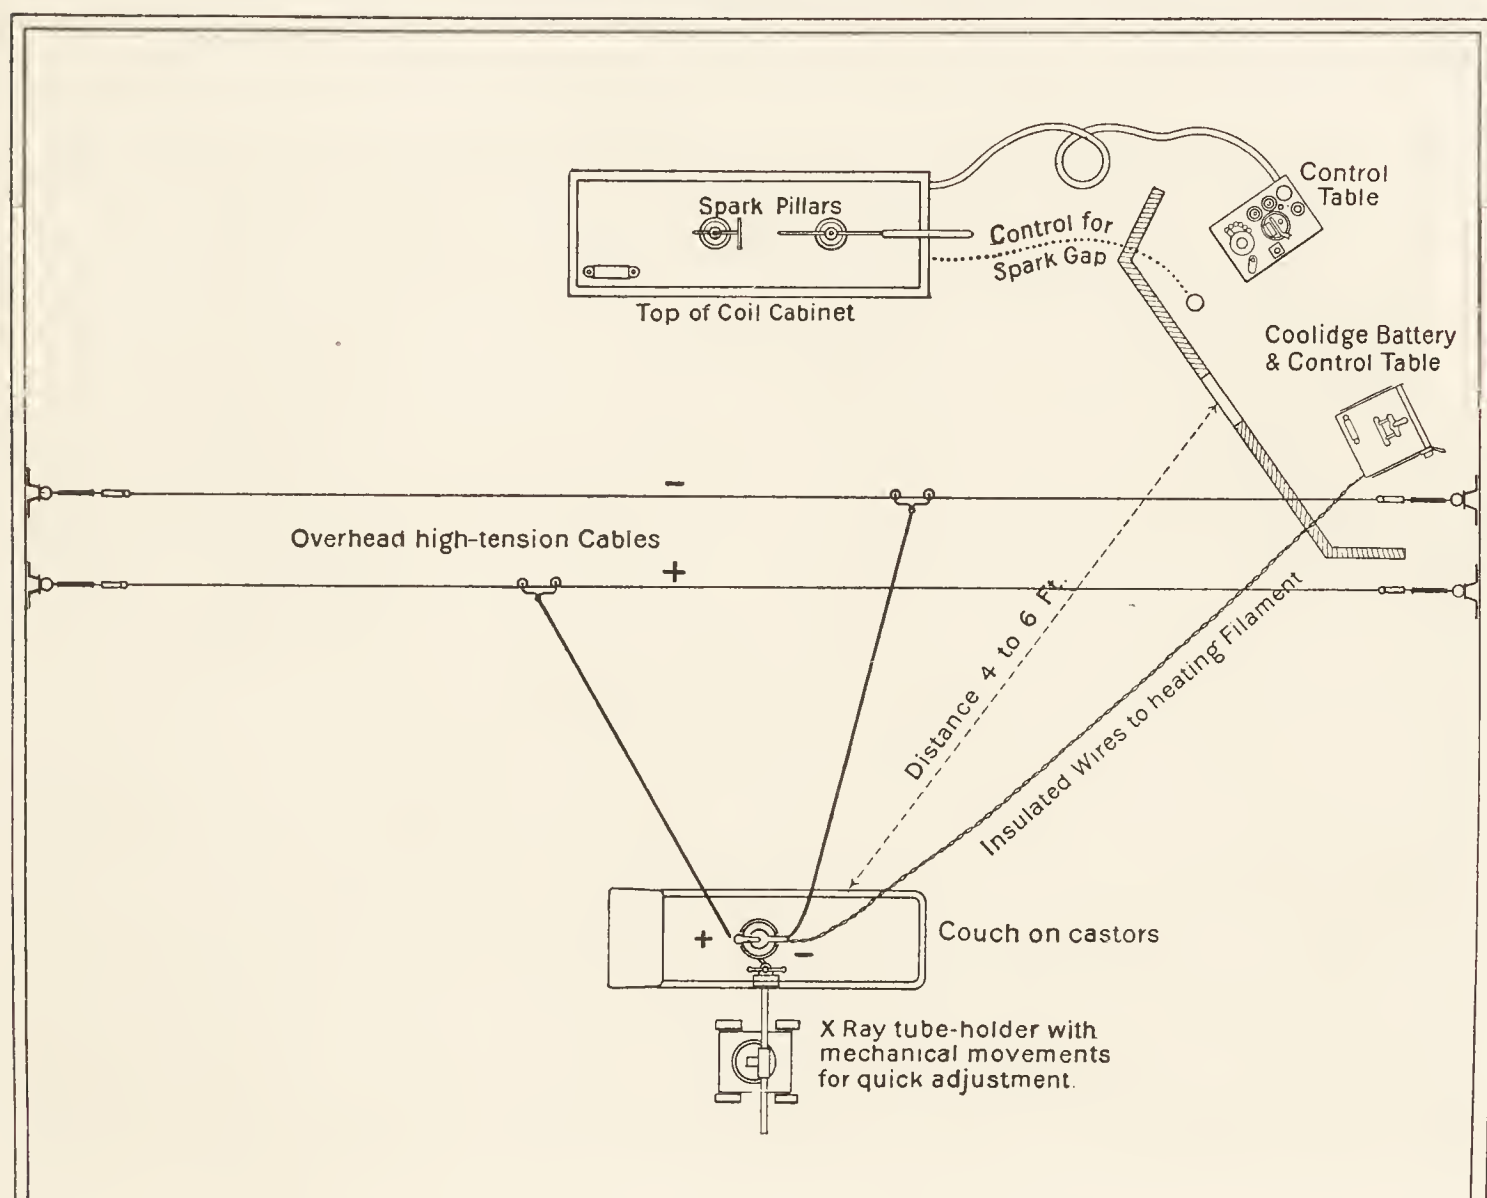 Control
Table
Spark Pillars
Control for
Spark Gap
Top of Coil Cabinet
Coolidge Battery
& Control Table
-
Overhead high-tension Cables
+
Distance 4 to 6 Ft.
Insulated Wires to heating Filament
+
-
Couch on castors
X Ray tube-holder with
mechanical movements
for quick adjustment.